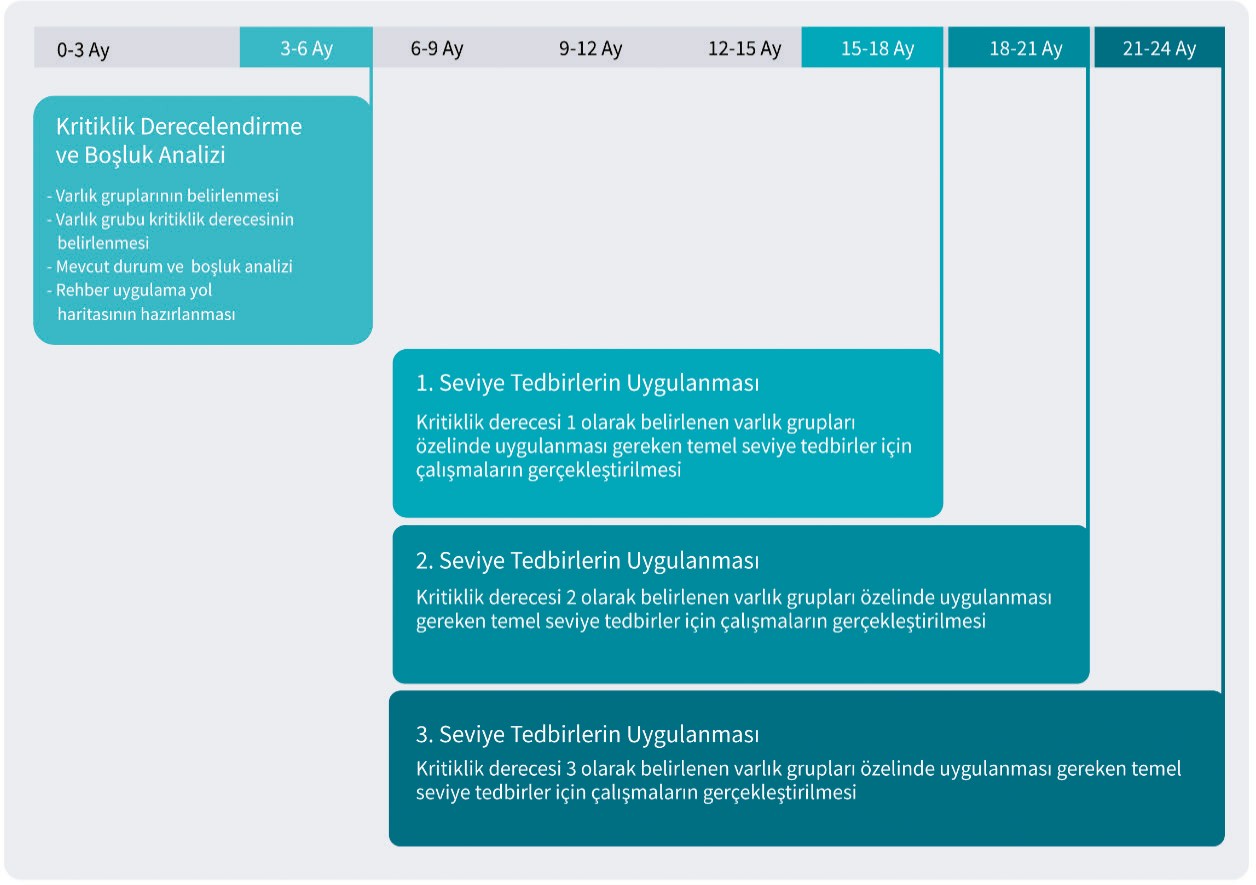 0-3 Ay 3-6 Ay 6-9 Ay 9-12 Ay 12-15 Ay 15-18 Ay 18-21 Ay 21-24 Ay
Kritiklik Derecelendirme
ve Boşluk Analizi
- Varlık gruplarının belirlenmesi
- Varlık grubu kritiklik derecesinin
belirlenmesi
- Mevcut durum ve boşluk analizi
- Rehber uygulama yol
haritasının hazırlanması
1. Seviye Tedbirlerin Uygulanması
Kritiklik derecesi 1 olarak belirlenen varlık grupları
özelinde uygulanması gereken temel seviye tedbirler için
çalışmaların gerçekleştirilmesi
2. Seviye Tedbirlerin Uygulanması
Kritiklik derecesi 2 olarak belirlenen varlık grupları özelinde uygulanması
gereken temel seviye tedbirler için çalışmaların gerçekleştirilmesi
3. Seviye Tedbirlerin Uygulanması
Kritiklik derecesi 3 olarak belirlenen varlık grupları özelinde uygulanması gereken temel
seviye tedbirler için çalışmaların gerçekleştirilmesi